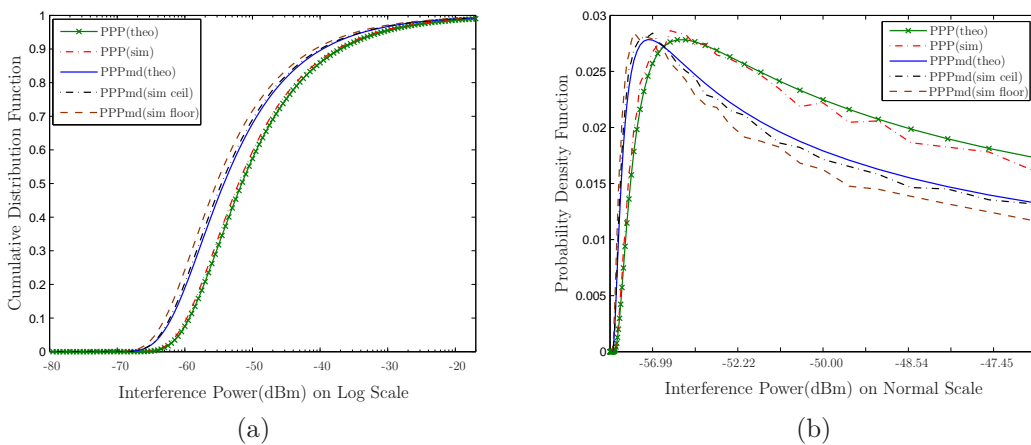 PPP(theo)
PPP(sim)
PPPmd(theo)
PPPmd(sim ceil)
PPPmd(sim floor)
Cumulative Distribution Function
1
0.9
0.8
0.7
0.6
0.5
0.4
0.3
0.2
0.1
0
-80
-70
-60
-50
-40
-30
-20
Interference Power(dBm) on Log Scale
(a)
PPP(theo)
PPP(sim)
PPPmd(theo)
PPPmd(sim ceil)
PPPmd(sim floor)
Probability Density Function
0.03
0.025
0.02
0.015
0.01
0.005
0
-56.99
-52.22
-50.00
-48.54
-47.45
Interference Power(dBm) on Normal Scale
(b)